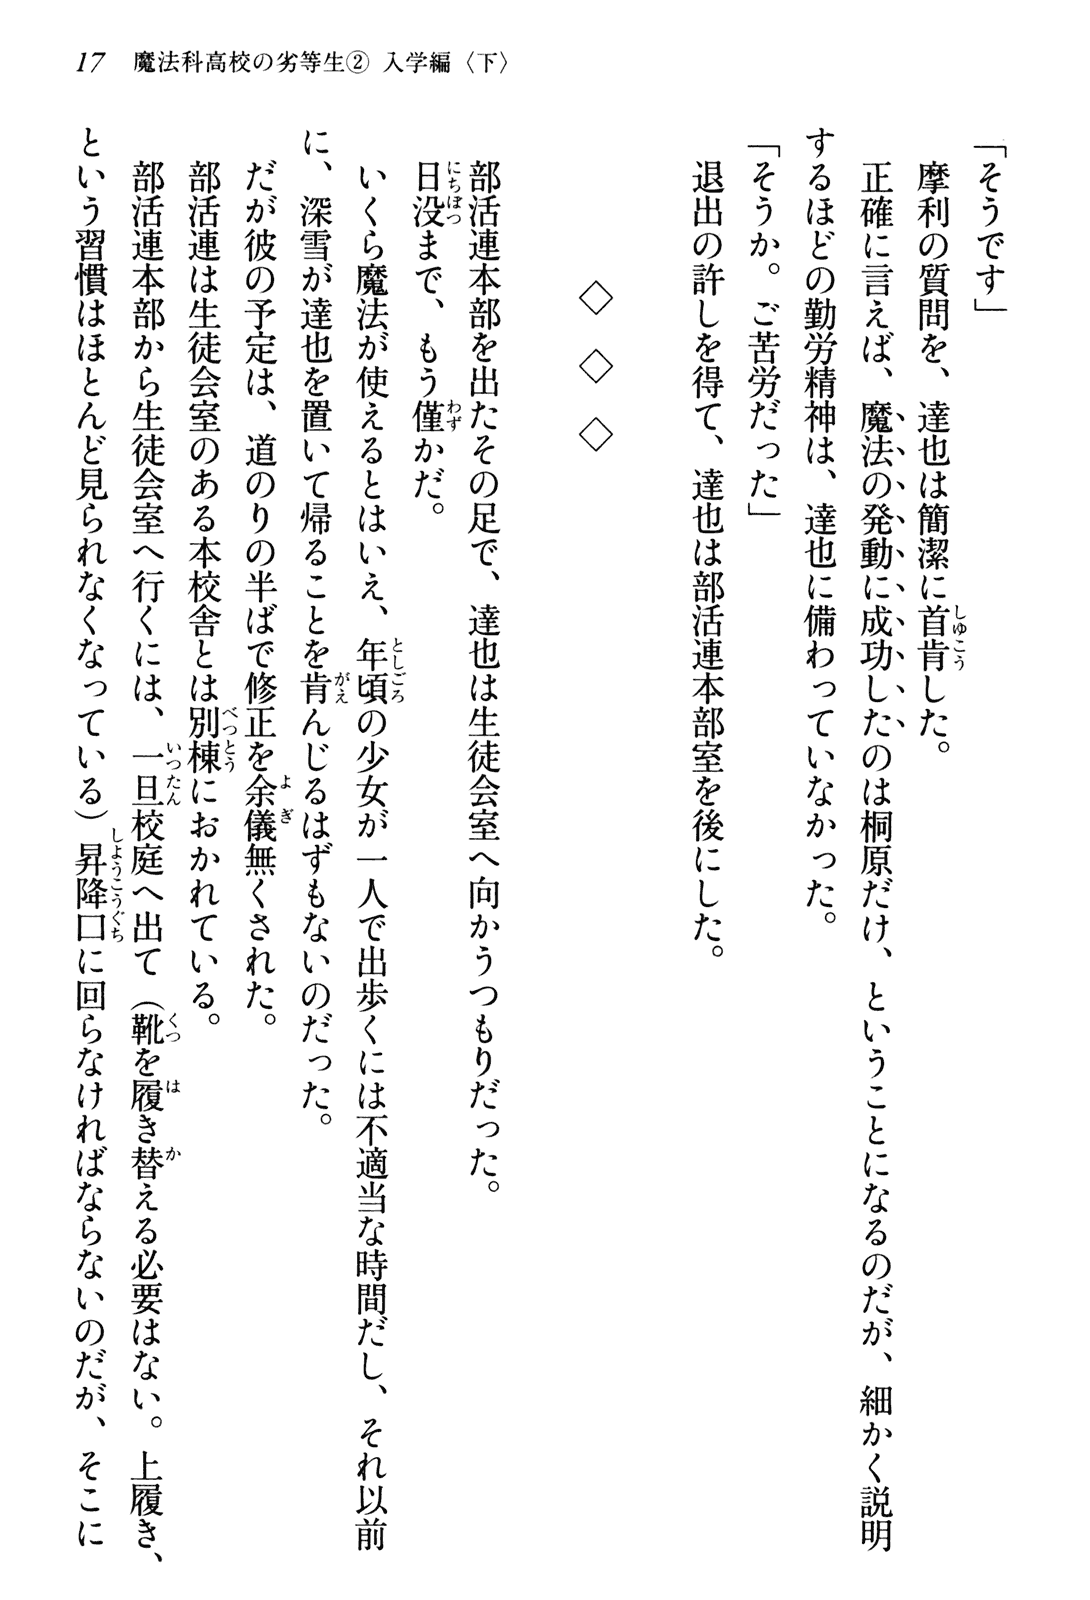 17 魔法科高校の劣等生② 入学編〈下〉
「そうです」
摩利の質問を、達也は簡潔に首肯した。
正確に言えば、魔法の発動に成功したのは桐原だけ、ということになるのだが、細かく説明
するほどの勤労精神は、達也に備わっていなかった。
「そうか。ご苦労だった」
退出の許しを得て、達也は部活連本部室を後にした。
◇ ◇ ◇
部活連本部を出たその足で、達也は生徒会室へ向かうつもりだった。
日没まで、もう僅かだ。
いくら魔法が使えるとはいえ、年頃の少女が一人で出歩くには不適当な時間だし、それ以前
に、深雪が達也を置いて帰ることを肯んじるはずもないのだった。
だが彼の予定は、道のりの半ばで修正を余儀無くされた。
部活連は生徒会室のある本校舎とは別棟におかれている。
部活連本部から生徒会室へ行くには、一旦校庭へ出て（靴を履き替える必要はない。上履き、
という習慣はほとんど見られなくなっている）昇降口に回らなければならないのだが、そこに